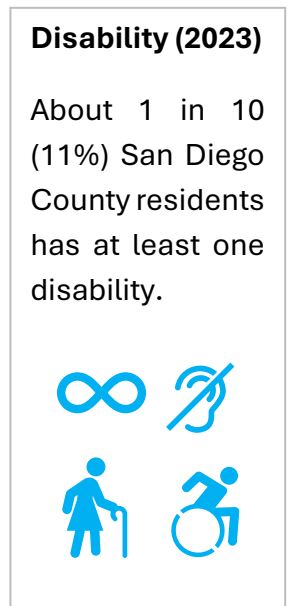 Disability (2023)
About 1 in 10
(11%) San Diego
County residents
has at least one
disability.